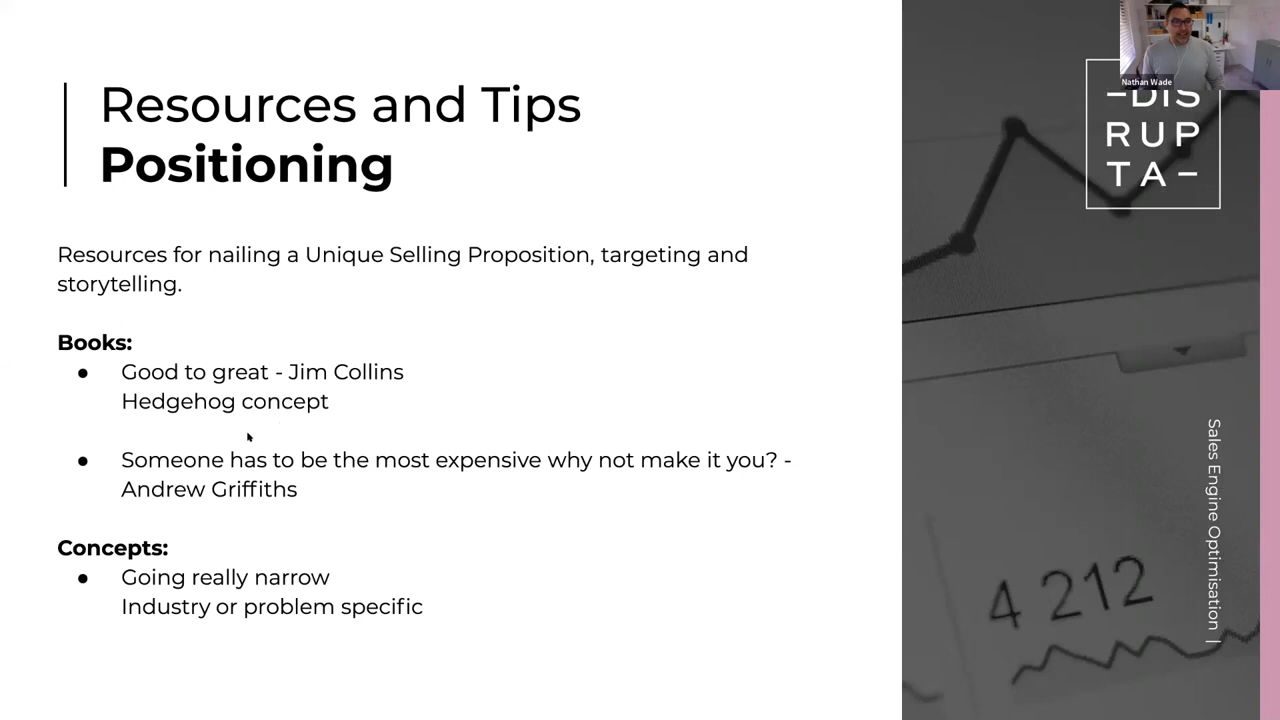 Resources and Tips
Positioning
Resources for nailing a Unique Selling Proposition, targeting and
storytelling.
Books:
● Good to great - Jim Collins
Hedgehog concept
● Someone has to be the most expensive why not make it you? -
Andrew Griffiths
Concepts:
● Going really narrow
Industry or problem specific
Nathan Wade
–DIS
RUP
TA–
Sales Engine Optimisation |
4 212